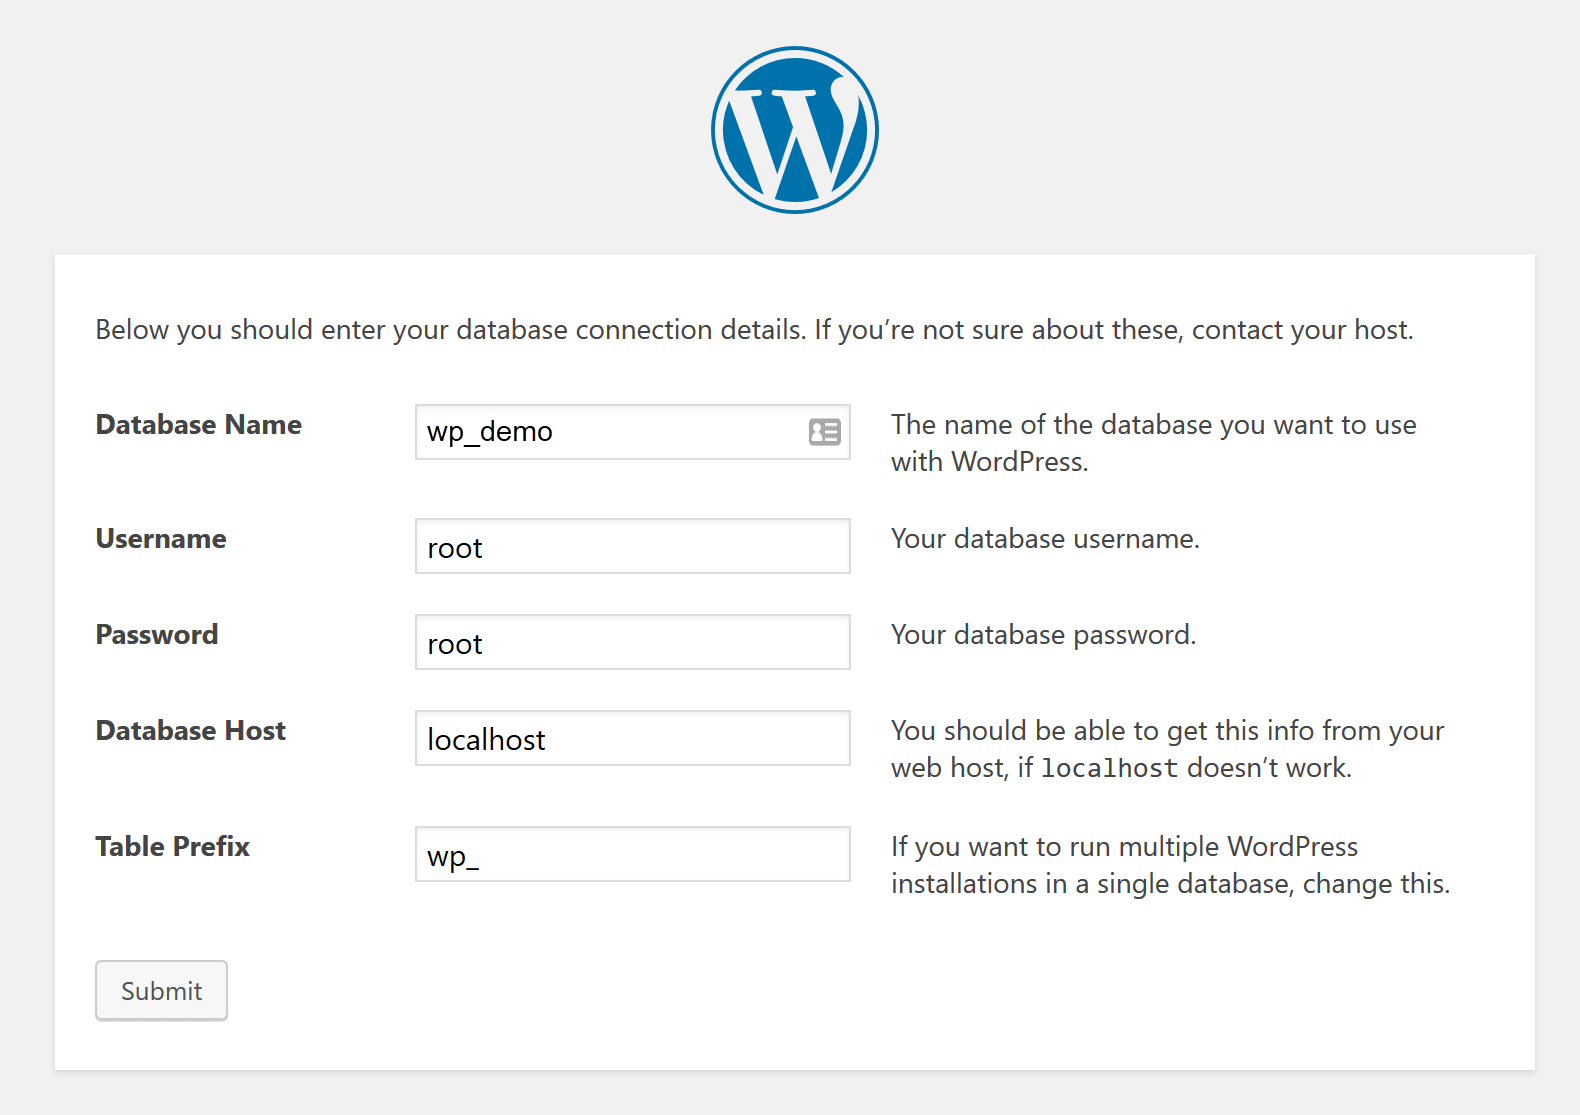 Below you should enter your database connection details. If you’re not sure about these, contact your host.
Database Name
wp_demo
The name of the database you want to use
with WordPress.
Username
root
Your database username.
Password
root
Your database password.
Database Host
localhost
You should be able to get this info from your
web host, if localhost doesn’t work.
Table Prefix
wp_
If you want to run multiple WordPress
installations in a single database, change this.
Submit